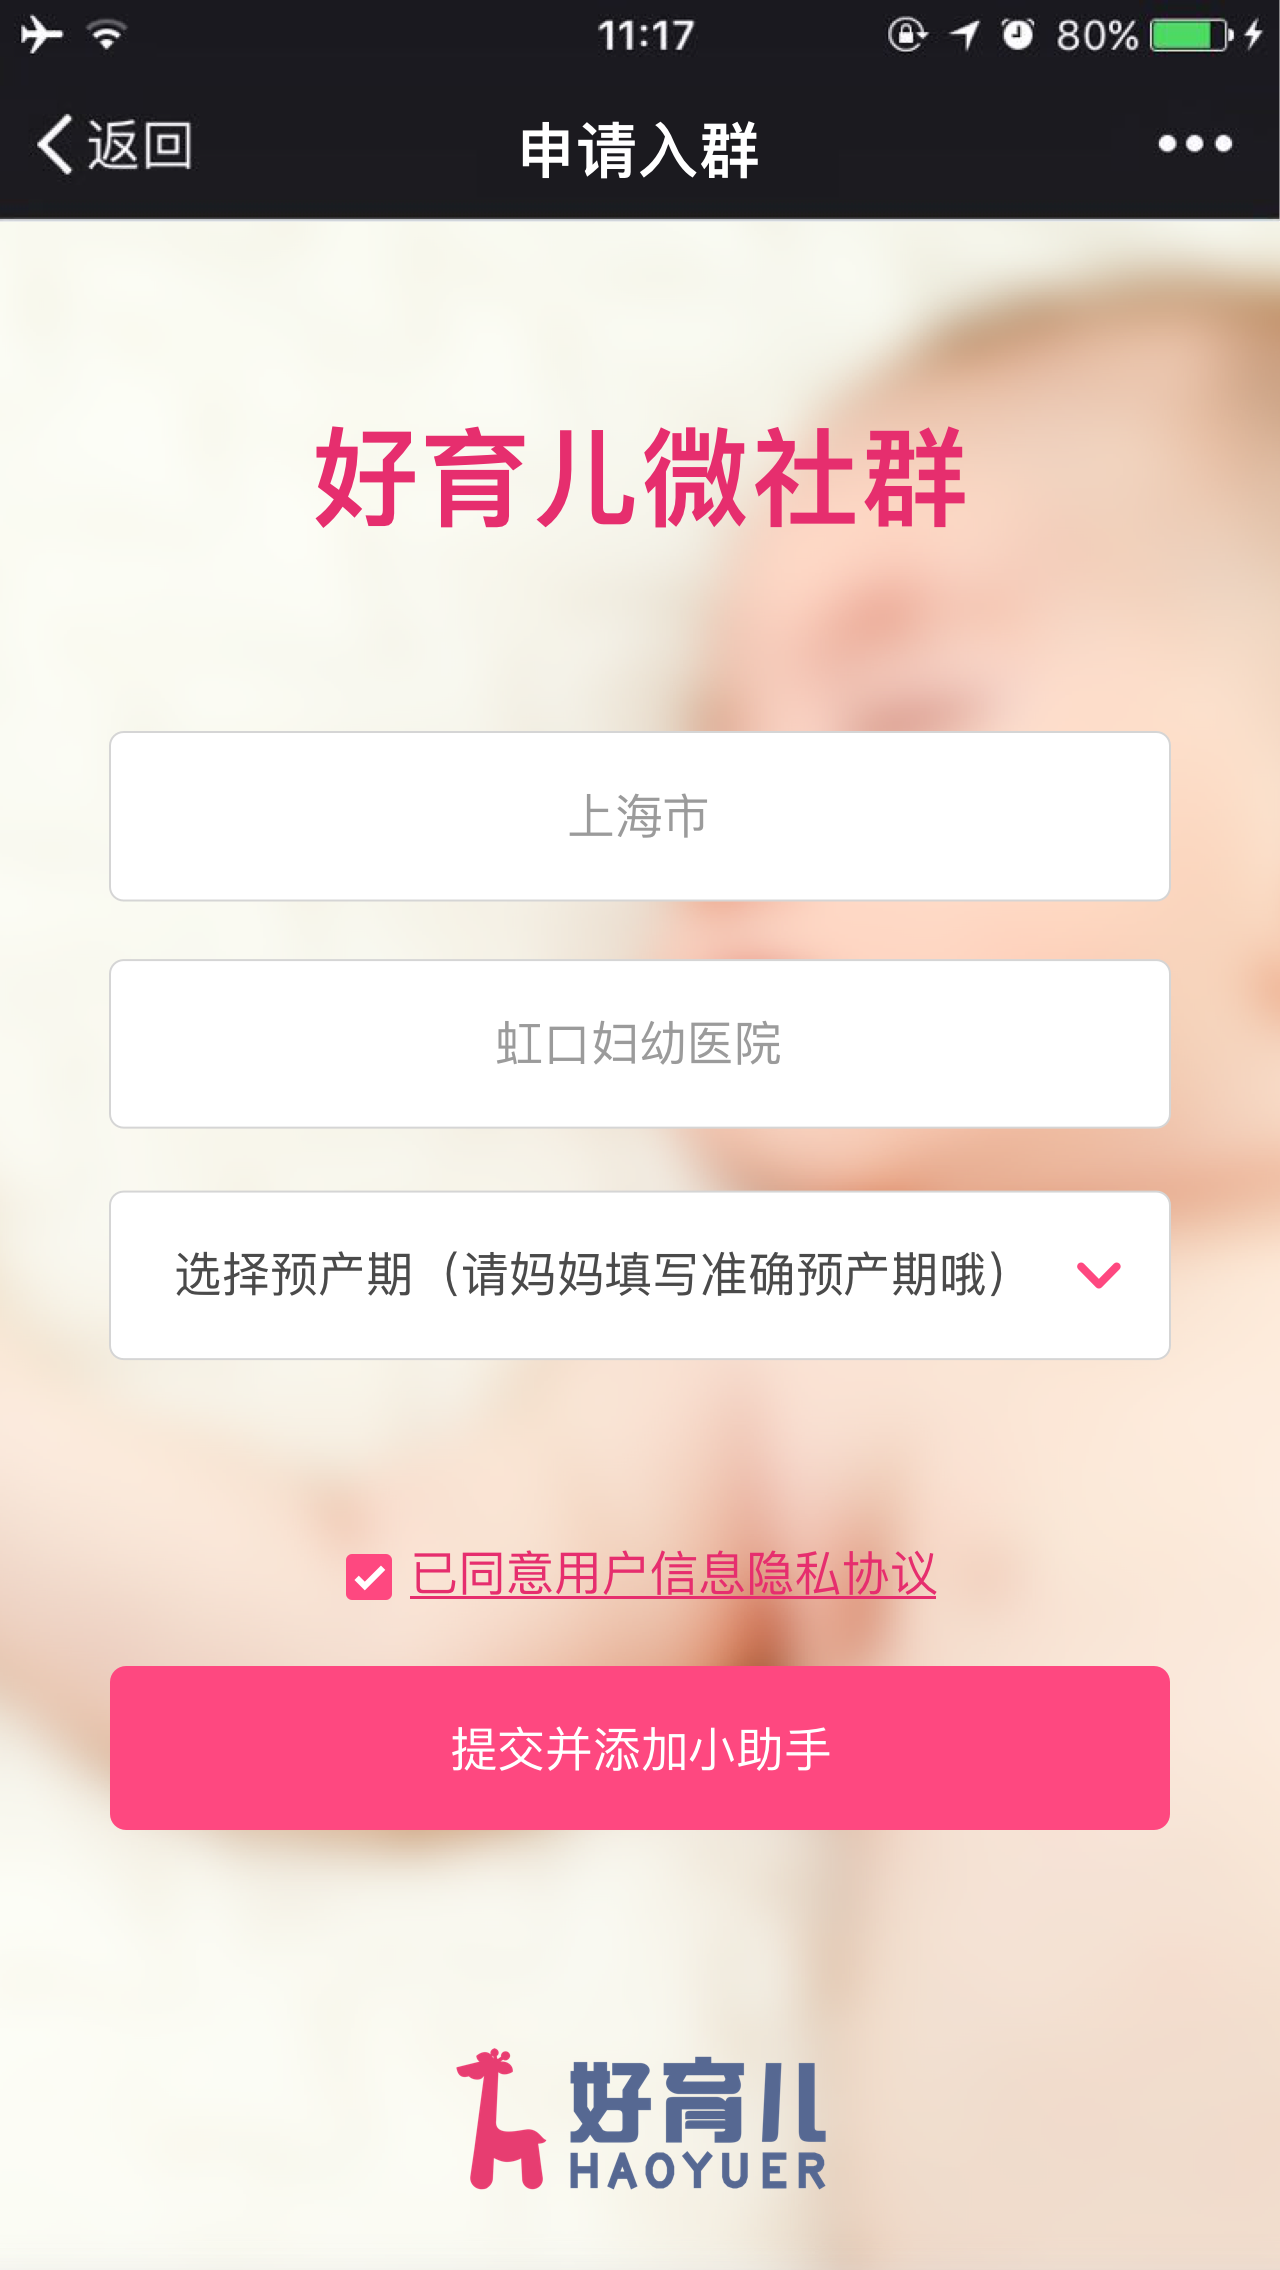 11:17
80%
返回
申请入群
好育儿微社群
上海市
虹口妇幼医院
选择预产期（请妈妈填写准确预产期哦）
已同意用户信息隐私协议
提交并添加小助手
好育儿
HAOYUER